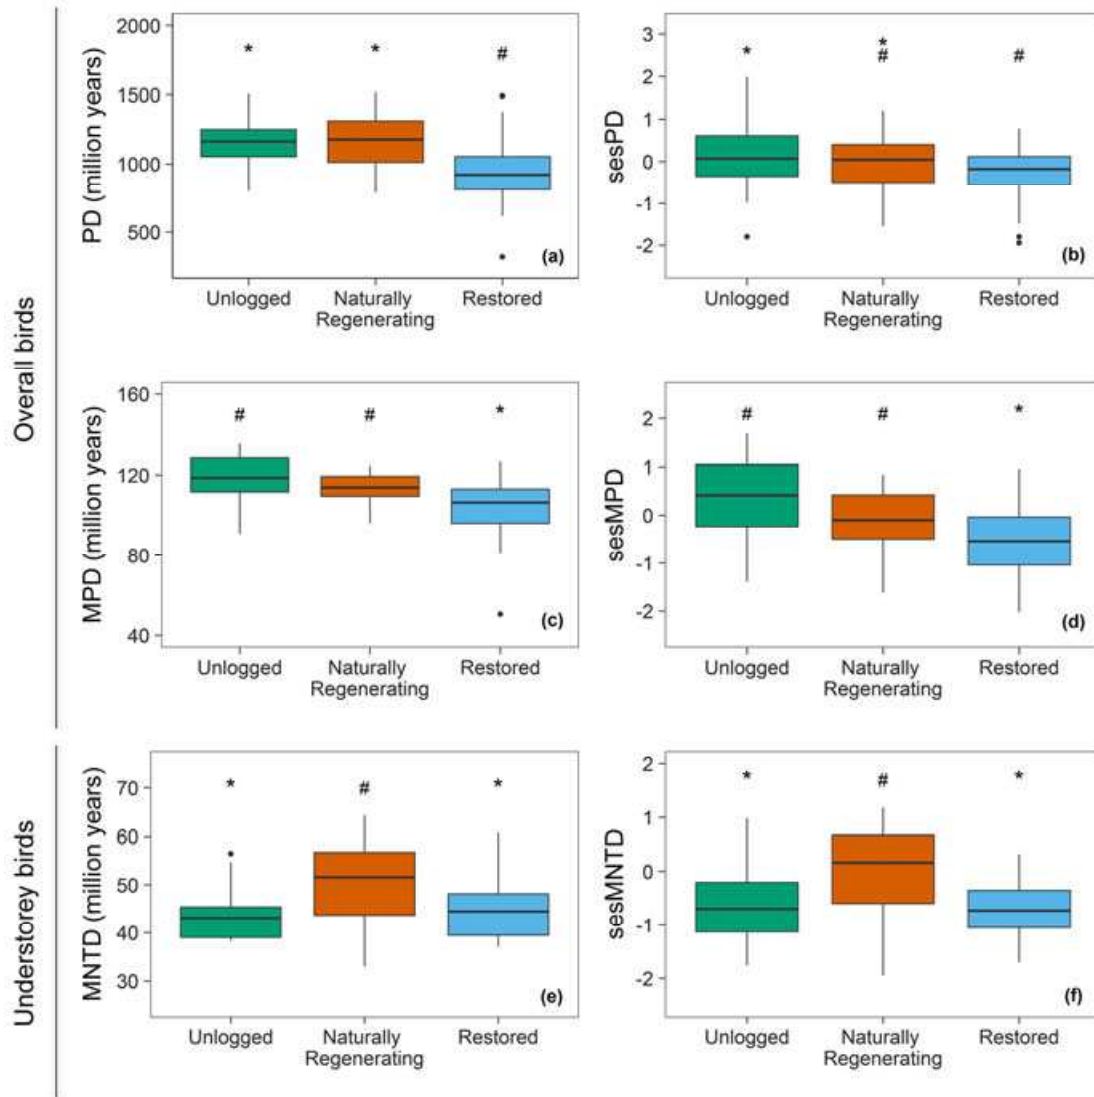 Overall birds
PD (million years)
2000
1500
1000
500
*
*
#
(a)
Unlogged
Naturally
Regenerating
Restored
sesPD
3
2
1
0
-1
-2
*
*
#
#
(b)
Unlogged
Naturally
Regenerating
Restored
MPD (million years)
160
120
80
40
#
#
*
(c)
Unlogged
Naturally
Regenerating
Restored
sesMPD
2
1
0
-1
-2
#
#
*
(d)
Unlogged
Naturally
Regenerating
Restored
Understorey birds
MNTD (million years)
70
60
50
40
30
*
#
*
(e)
Unlogged
Naturally
Regenerating
Restored
sesMNTD
2
1
0
-1
-2
*
#
*
(f)
Unlogged
Naturally
Regenerating
Restored